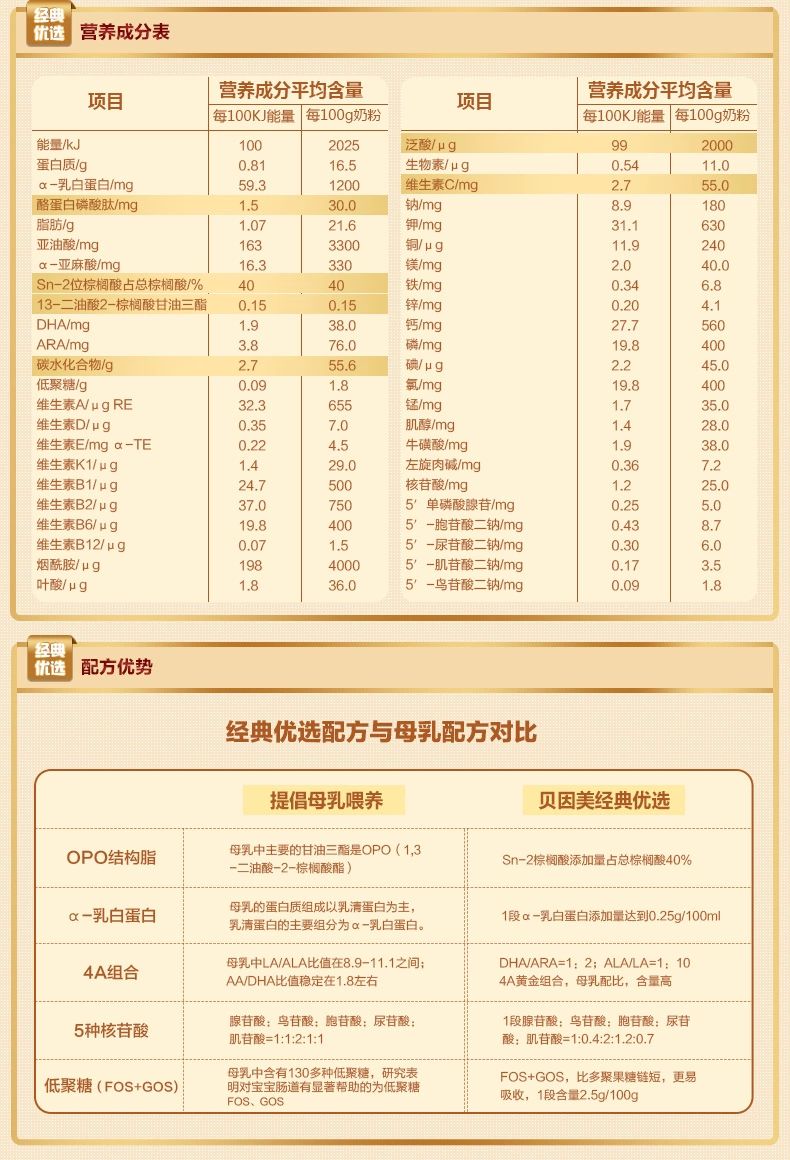 经典
优选
营养成分表
项目 营养成分平均含量
每100KJ能量 每100g奶粉
能量/kJ 100 2025
蛋白质/g 0.81 16.5
α-乳白蛋白/mg 59.3 1200
酪蛋白磷酸肽/mg 1.5 30.0
脂肪/g 1.07 21.6
亚油酸/mg 163 3300
α-亚麻酸/mg 16.3 330
Sn-2位棕榈酸占总棕榈酸/% 40 40
13-二油酸2-棕榈酸甘油三酯 0.15 0.15
DHA/mg 1.9 38.0
ARA/mg 3.8 76.0
碳水化合物/g 2.7 55.6
低聚糖/g 0.09 1.8
维生素A/μg RE 32.3 655
维生素D/μg 0.35 7.0
维生素E/mg α-TE 0.22 4.5
维生素K1/μg 1.4 29.0
维生素B1/μg 24.7 500
维生素B2/μg 37.0 750
维生素B6/μg 19.8 400
维生素B12/μg 0.07 1.5
烟酰胺/μg 198 4000
叶酸/μg 1.8 36.0
项目 营养成分平均含量
每100KJ能量 每100g奶粉
泛酸/μg 99 2000
生物素/μg 0.54 11.0
维生素C/mg 2.7 55.0
钠/mg 8.9 180
钾/mg 31.1 630
铜/μg 11.9 240
镁/mg 2.0 40.0
铁/mg 0.34 6.8
锌/mg 0.20 4.1
钙/mg 27.7 560
磷/mg 19.8 400
碘/μg 2.2 45.0
氯/mg 19.8 400
锰/mg 1.7 35.0
肌醇/mg 1.4 28.0
牛磺酸/mg 1.9 38.0
左旋肉碱/mg 0.36 7.2
核苷酸/mg 1.2 25.0
5′单磷酸腺苷/mg 0.25 5.0
5′-胞苷酸二钠/mg 0.43 8.7
5′-尿苷酸二钠/mg 0.30 6.0
5′-肌苷酸二钠/mg 0.17 3.5
5′-鸟苷酸二钠/mg 0.09 1.8
经典
优选
配方优势
经典优选配方与母乳配方对比
提倡母乳喂养 贝因美经典优选
OPO结构脂
母乳中主要的甘油三酯是OPO（1,3
-二油酸-2-棕榈酸酯）
Sn-2棕榈酸添加量占总棕榈酸40%
α-乳白蛋白
母乳的蛋白质组成以乳清蛋白为主，
乳清蛋白的主要组分为α-乳白蛋白。
1段α-乳白蛋白添加量达到0.25g/100ml
4A组合
母乳中LA/ALA比值在8.9-11.1之间；
AA/DHA比值稳定在1.8左右
DHA/ARA=1：2；ALA/LA=1：10
4A黄金组合，母乳配比，含量高
5种核苷酸
腺苷酸；鸟苷酸；胞苷酸；尿苷酸；
肌苷酸=1:1:2:1:1
1段腺苷酸；鸟苷酸；胞苷酸；尿苷
酸；肌苷酸=1:0.4:2:1.2:0.7
低聚糖（FOS+GOS)
母乳中含有130多种低聚糖，研究表
明对宝宝肠道有显著帮助的为低聚糖
FOS、GOS
FOS+GOS，比多聚果糖链短，更易
吸收，1段含量2.5g/100g